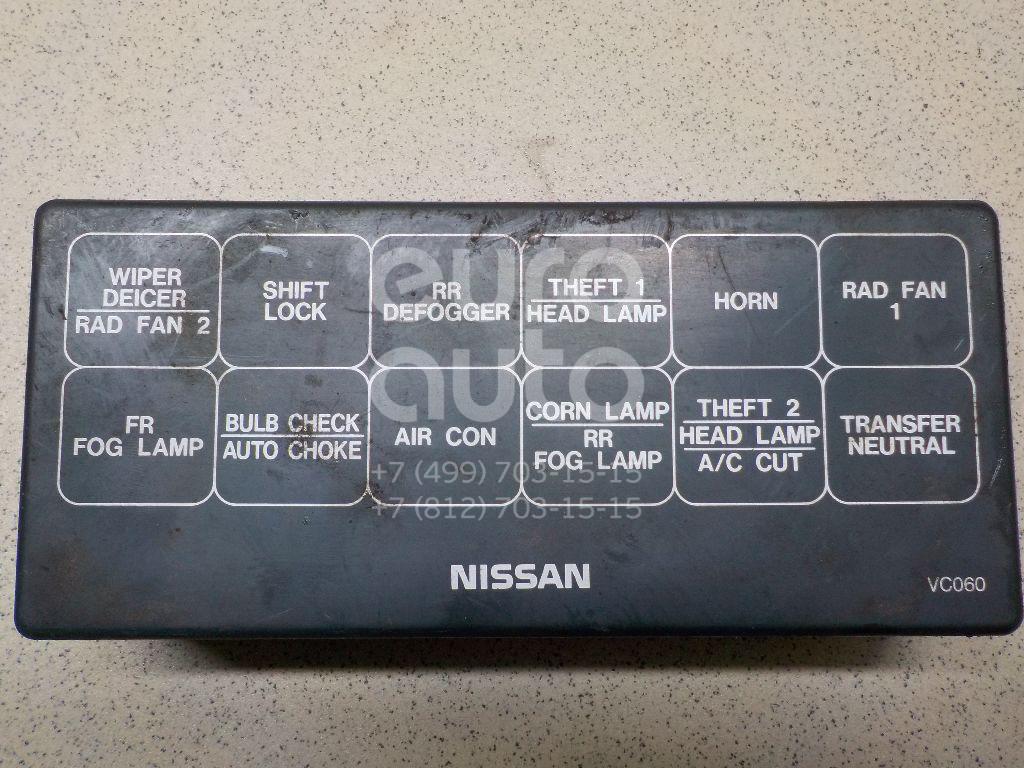 WIPER
DEICER
RAD FAN 2
SHIFT
LOCK
RR
DEFOGGER
THEFT 1
HEAD LAMP
HORN
RAD FAN
1
FR
FOG LAMP
BULB CHECK
AUTO CHOKE
AIR CON
CORN LAMP
RR
FOG LAMP
THEFT 2
HEAD LAMP
A/C CUT
TRANSFER
NEUTRAL
euro
auto
+7 (499) 703-15-15
+7 (812) 703-15-15
NISSAN
VC060